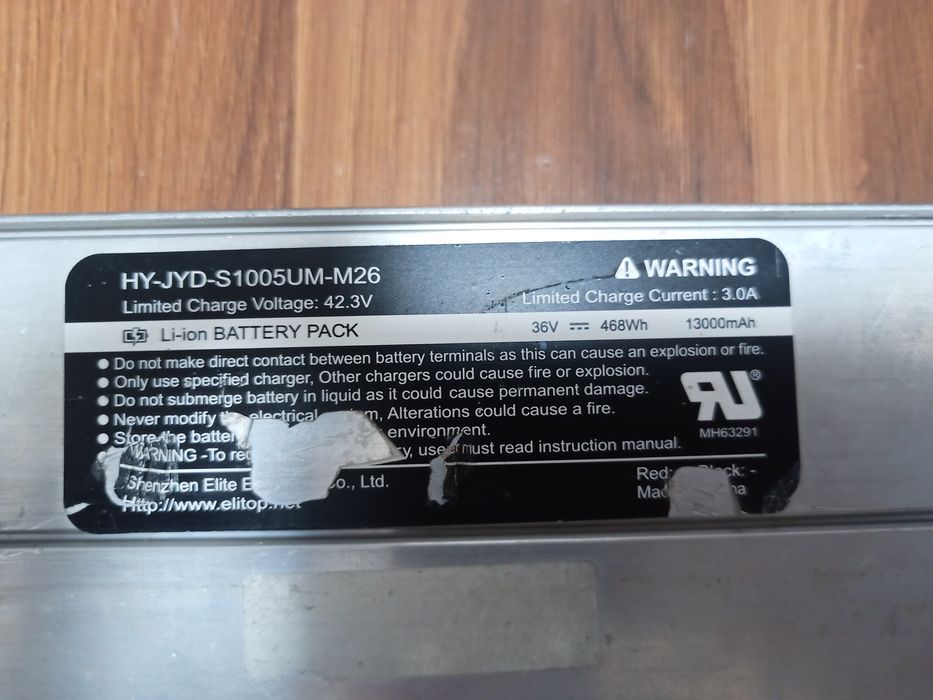 HY-JYD-S1005UM-M26
WARNING
Limited Charge Voltage: 42.3V
Limited Charge Current : 3.0A
Li-ion BATTERY PACK
36V 468Wh 13000mAh
● Do not make direct contact between battery terminals as this can cause an explosion or fire.
● Only use specified charger, Other chargers could cause fire or explosion.
● Do not submerge battery in liquid as it could cause permanent damage.
● Never modify electrical Alterations could cause a fire.
● Store the environment.
WARNING -To must read instruction manual.
RU®
MH63291
Shenzhen Elite Co., Ltd.
Red: Black: -
Http://www.elitop.net